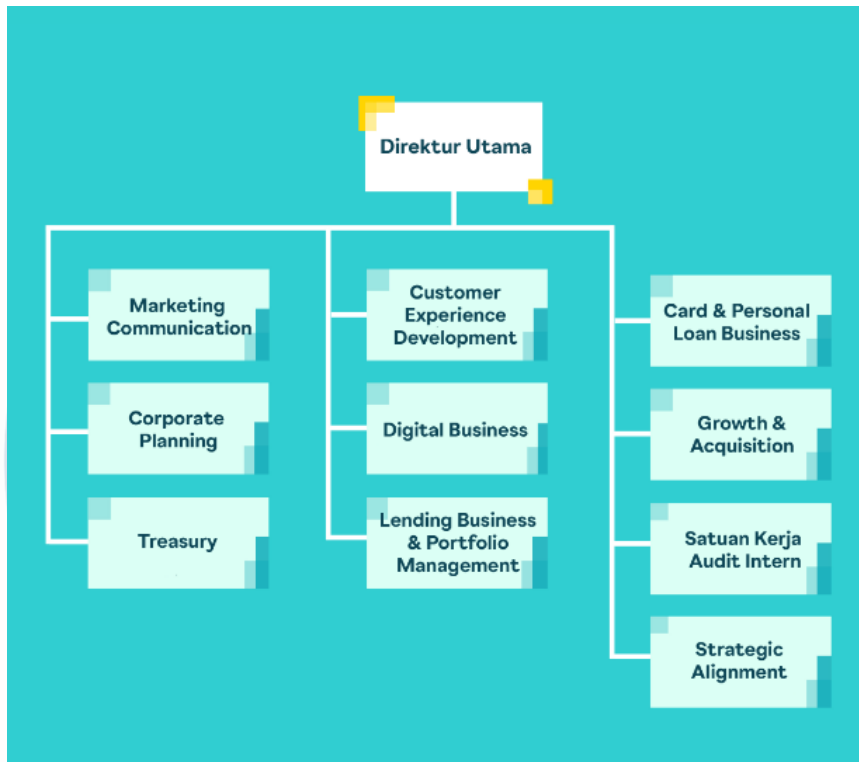 Direktur Utama
Marketing
Communication
Corporate
Planning
Treasury
Customer
Experience
Development
Digital Business
Lending Business
& Portfolio
Management
Card & Personal
Loan Business
Growth &
Acquisition
Satuan Kerja
Audit Intern
Strategic
Alignment